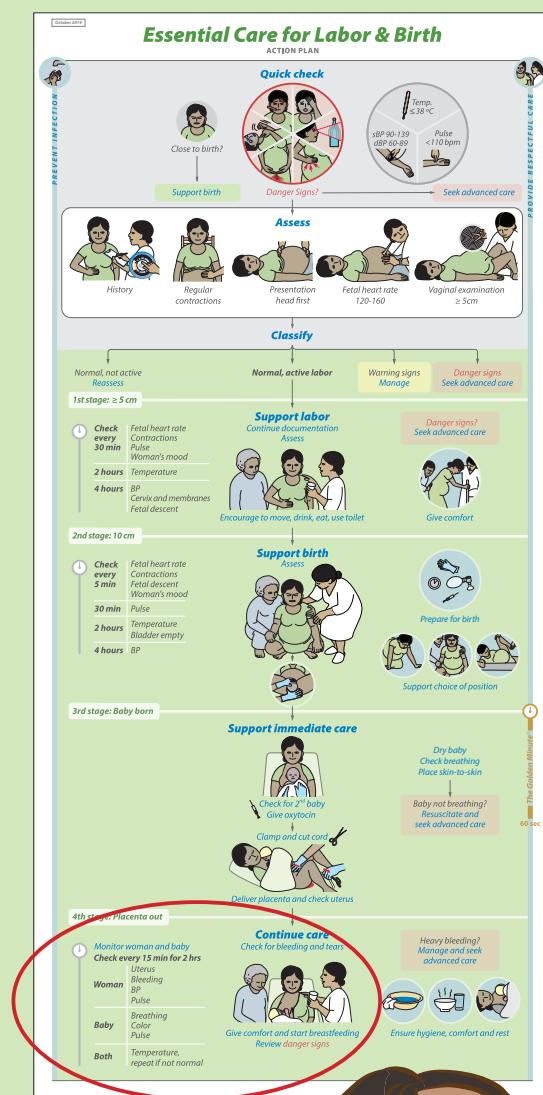 October 2019
Essential Care for Labor & Birth
ACTION PLAN
PREVENT INFECTION
PROVIDE RESPECTFUL CARE
Quick check
Close to birth?
Support birth
Danger Signs?
Temp.
≤38 ºC
sBP 90-139
dBP 60-89
Pulse
<110 bpm
Seek advanced care
Assess
History
Regular
contractions
Presentation
head first
Fetal heart rate
120-160
Vaginal examination
≥ 5cm
Classify
Normal, not active
Reassess
Normal, active labor
Warning signs
Manage
Danger signs
Seek advanced care
1st stage: ≥ 5 cm
Check
every
30 min
Fetal heart rate
Contractions
Pulse
Woman's mood
2 hours
Temperature
4 hours
BP
Cervix and membranes
Fetal descent
Support labor
Continue documentation
Assess
Encourage to move, drink, eat, use toilet
Danger signs?
Seek advanced care
Give comfort
2nd stage: 10 cm
Check
every
5 min
Fetal heart rate
Contractions
Fetal descent
Woman's mood
30 min
Pulse
2 hours
Temperature
Bladder empty
4 hours
BP
Support birth
Assess
Prepare for birth
Support choice of position
3rd stage: Baby born
Support immediate care
Check for 2nd baby
Give oxytocin
Clamp and cut cord
Deliver placenta and check uterus
Dry baby
Check breathing
Place skin-to-skin
Baby not breathing?
Resuscitate and
seek advanced care
The Golden Minute®
60 sec
4th stage: Placenta out
Monitor woman and baby
Check every 15 min for 2 hrs
Woman
Uterus
Bleeding
BP
Pulse
Baby
Breathing
Color
Pulse
Both
Temperature,
repeat if not normal
Continue care
Check for bleeding and tears
Give comfort and start breastfeeding
Review danger signs
Heavy bleeding?
Manage and seek
advanced care
Ensure hygiene, comfort and rest